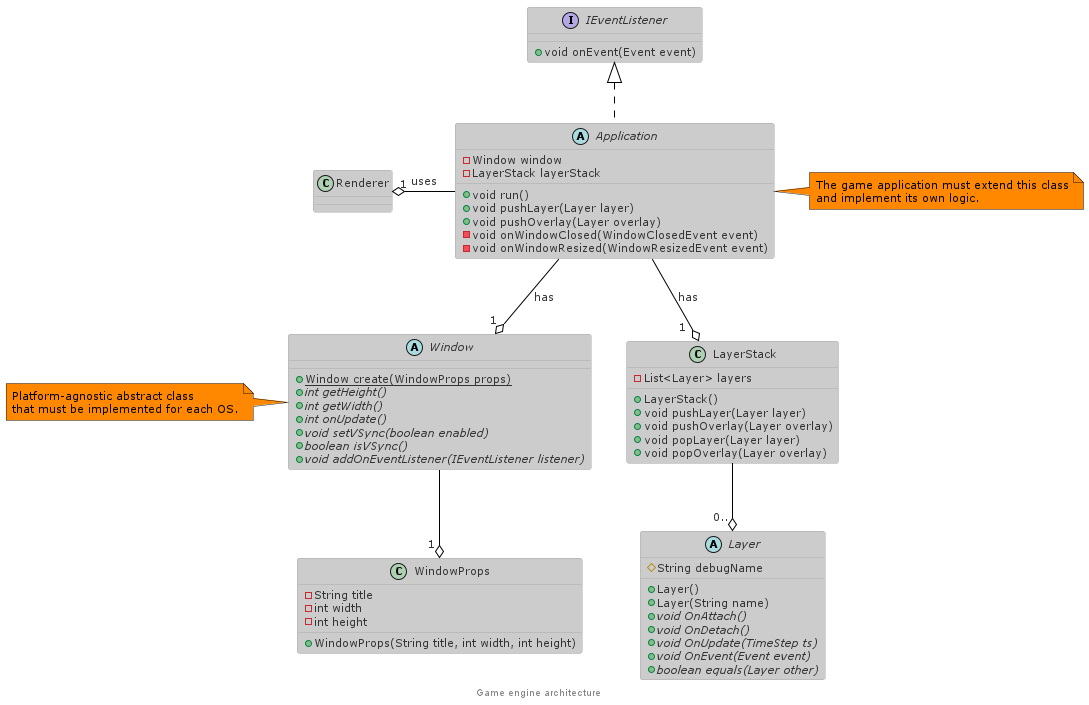 I IEventListener
void onEvent(Event event)
A Application
Window window
LayerStack layerStack
void run()
void pushLayer(Layer layer)
void pushOverlay(Layer overlay)
void onWindowClosed(WindowClosedEvent event)
void onWindowResized(WindowResizedEvent event)
C Renderer
1 uses
The game application must extend this class
and implement its own logic.
has
1
has
1
A Window
Window create(WindowProps props)
int getHeight()
int getWidth()
int onUpdate()
void setVSync(boolean enabled)
boolean isVSync()
void addOnEventListener(IEventListener listener)
Platform-agnostic abstract class
that must be implemented for each OS.
C LayerStack
List<Layer> layers
LayerStack()
void pushLayer(Layer layer)
void pushOverlay(Layer overlay)
void popLayer(Layer layer)
void popOverlay(Layer overlay)
1
0..
C WindowProps
String title
int width
int height
WindowProps(String title, int width, int height)
A Layer
String debugName
Layer()
Layer(String name)
void OnAttach()
void OnDetach()
void OnUpdate(TimeStep ts)
void OnEvent(Event event)
boolean equals(Layer other)
Game engine architecture